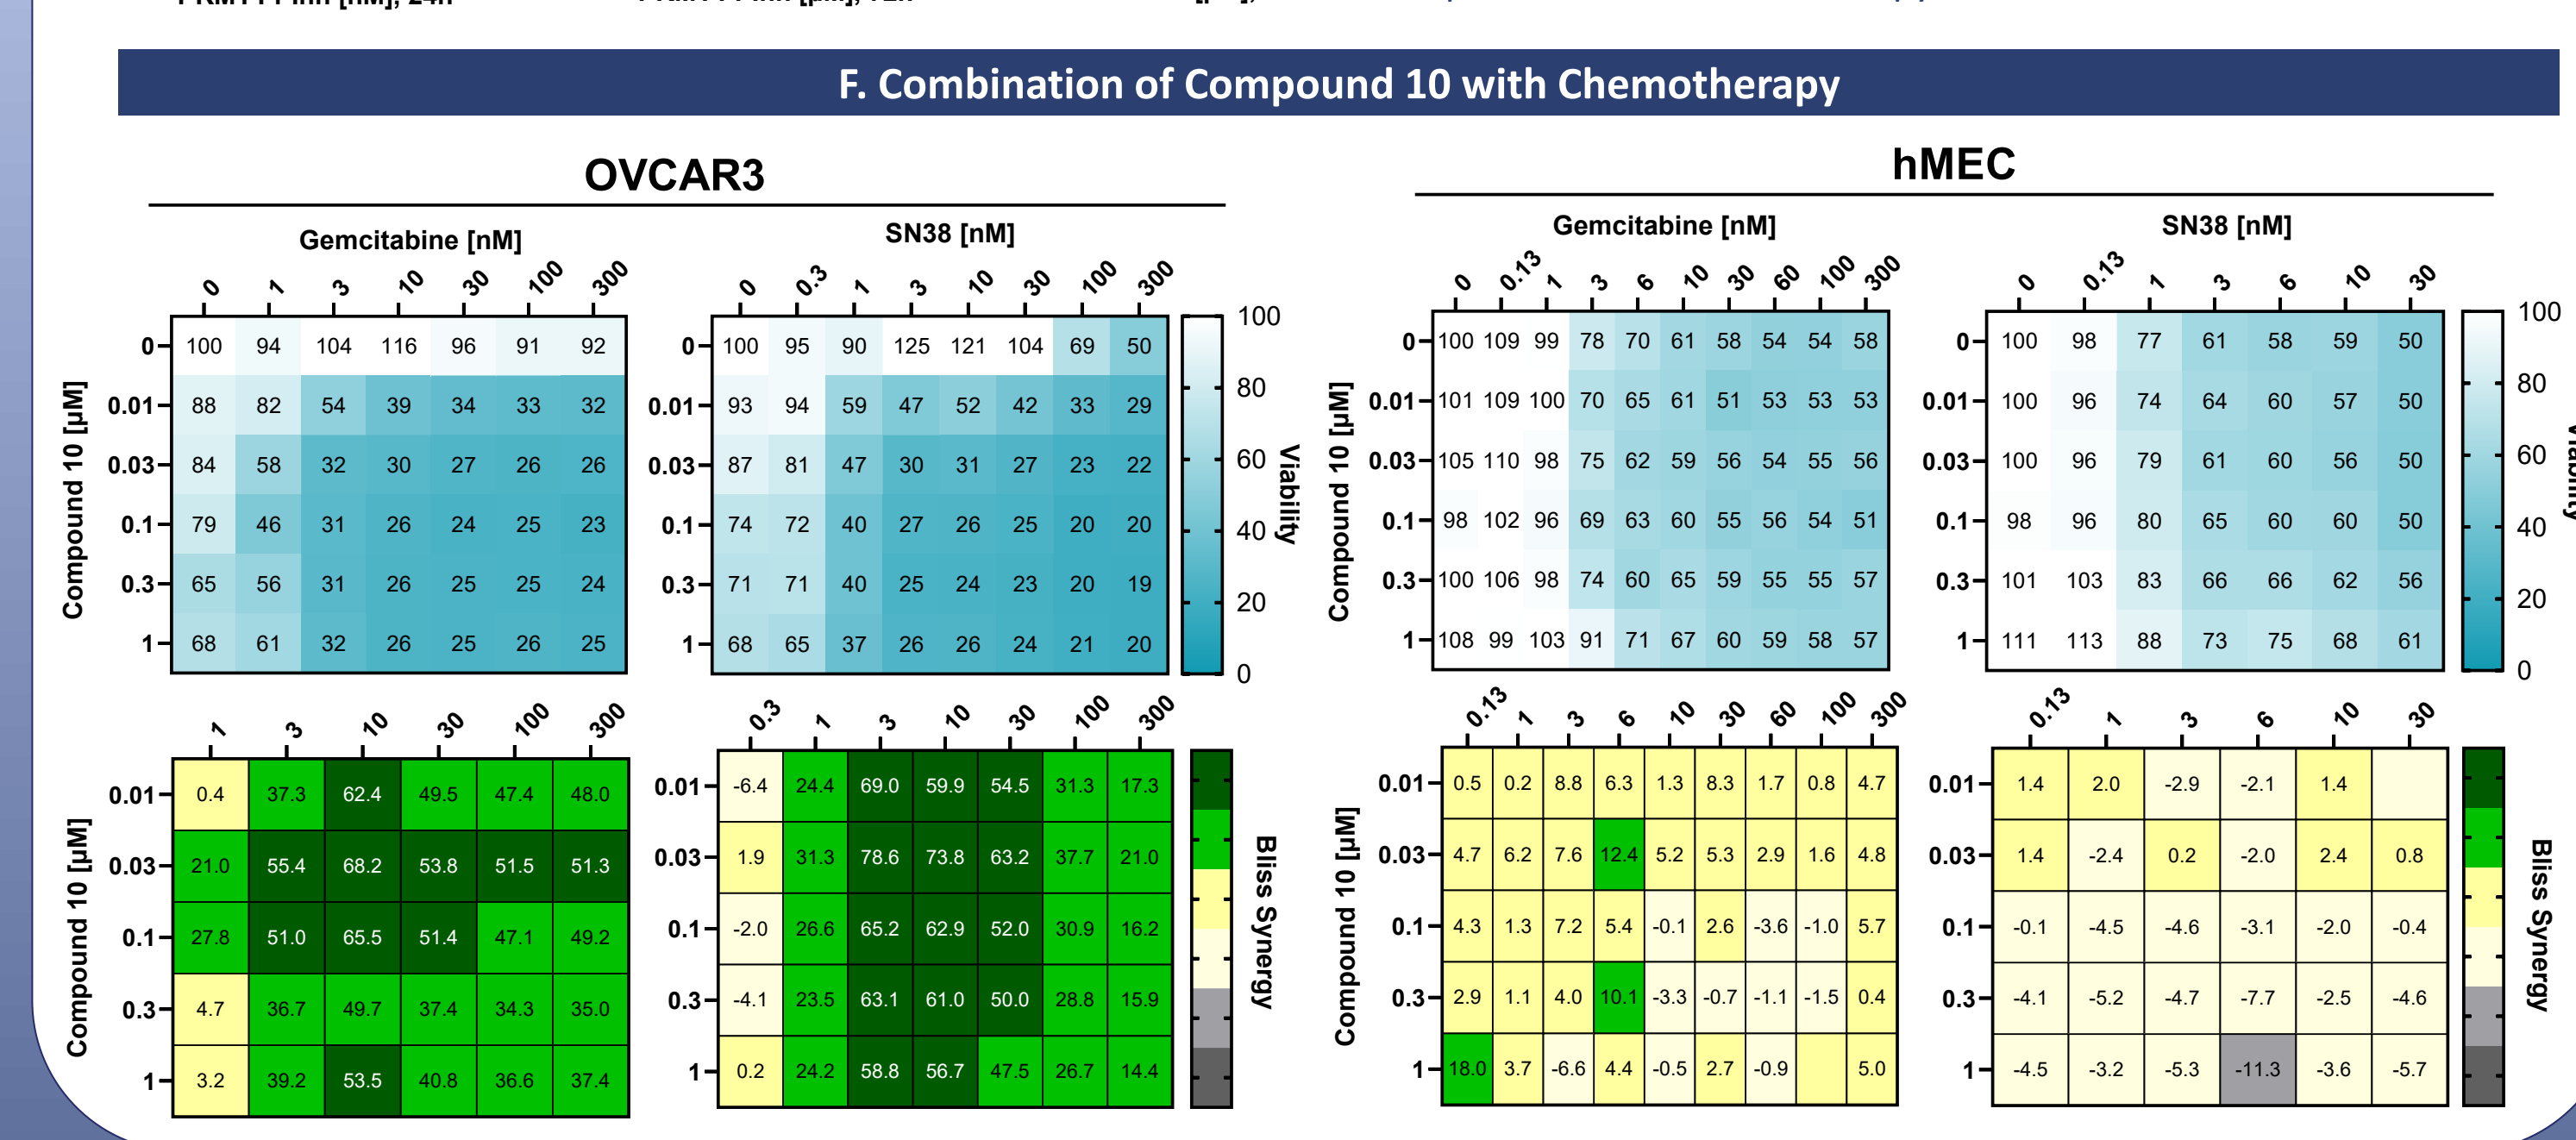 F. Combination of Compound 10 with Chemotherapy
OVCAR3
Gemcitabine [nM]
0 1 3 10 30 100 300
Compound 10 [µM]
0 100 94 104 116 96 91 92
0.01 88 82 54 39 34 33 32
0.03 84 58 32 30 27 26 26
0.1 79 46 31 26 24 25 23
0.3 65 56 31 26 25 25 24
1 68 61 32 26 25 26 25
SN38 [nM]
0 0.3 1 3 10 30 100 300
0 100 95 90 125 121 104 69 50
0.01 93 94 59 47 52 42 33 29
0.03 87 81 47 30 31 27 23 22
0.1 74 72 40 27 26 25 20 20
0.3 71 71 40 25 24 23 20 19
1 68 65 37 26 26 24 21 20
100
80
60
40
20
0
Viability
1 3 10 30 100 300
Compound 10 [µM]
0.01 0.4 37.3 62.4 49.5 47.4 48.0
0.03 21.0 55.4 68.2 53.8 51.5 51.3
0.1 27.8 51.0 65.5 51.4 47.1 49.2
0.3 4.7 36.7 49.7 37.4 34.3 35.0
1 3.2 39.2 53.5 40.8 36.6 37.4
0.3 1 3 10 30 100 300
0.01 -6.4 24.4 69.0 59.9 54.5 31.3 17.3
0.03 1.9 31.3 78.6 73.8 63.2 37.7 21.0
0.1 -2.0 26.6 65.2 62.9 52.0 30.9 16.2
0.3 -4.1 23.5 63.1 61.0 50.0 28.8 15.9
1 0.2 24.2 58.8 56.7 47.5 26.7 14.4
Bliss Synergy
hMEC
Gemcitabine [nM]
0 0.13 1 3 6 10 30 60 100 300
Compound 10 [µM]
0 100 109 99 78 70 61 58 54 54 58
0.01 101 109 100 70 65 61 51 53 53 53
0.03 105 110 98 75 62 59 56 54 55 56
0.1 98 102 96 69 63 60 55 56 54 51
0.3 100 106 98 74 60 65 59 55 55 57
1 108 99 103 91 71 67 60 59 58 57
SN38 [nM]
0 0.13 1 3 6 10 30
0 100 98 77 61 58 59 50
0.01 100 96 74 64 60 57 50
0.03 100 96 79 61 60 56 50
0.1 98 96 80 65 60 60 50
0.3 101 103 83 66 66 62 56
1 111 113 88 73 75 68 61
100
80
60
40
20
0
0.13 1 3 6 10 30 60 100 300
Compound 10 [µM]
0.01 0.5 0.2 8.8 6.3 1.3 8.3 1.7 0.8 4.7
0.03 4.7 6.2 7.6 12.4 5.2 5.3 2.9 1.6 4.8
0.1 4.3 1.3 7.2 5.4 -0.1 2.6 -3.6 -1.0 5.7
0.3 2.9 1.1 4.0 10.1 -3.3 -0.7 -1.1 -1.5 0.4
1 18.0 3.7 -6.6 4.4 -0.5 2.7 -0.9 5.0
0.13 1 3 6 10 30
0.01 1.4 2.0 -2.9 -2.1 1.4
0.03 1.4 -2.4 0.2 -2.0 2.4 0.8
0.1 -0.1 -4.5 -4.6 -3.1 -2.0 -0.4
0.3 -4.1 -5.2 -4.7 -7.7 -2.5 -4.6
1 -4.5 -3.2 -5.3 -11.3 -3.6 -5.7
Bliss Synergy